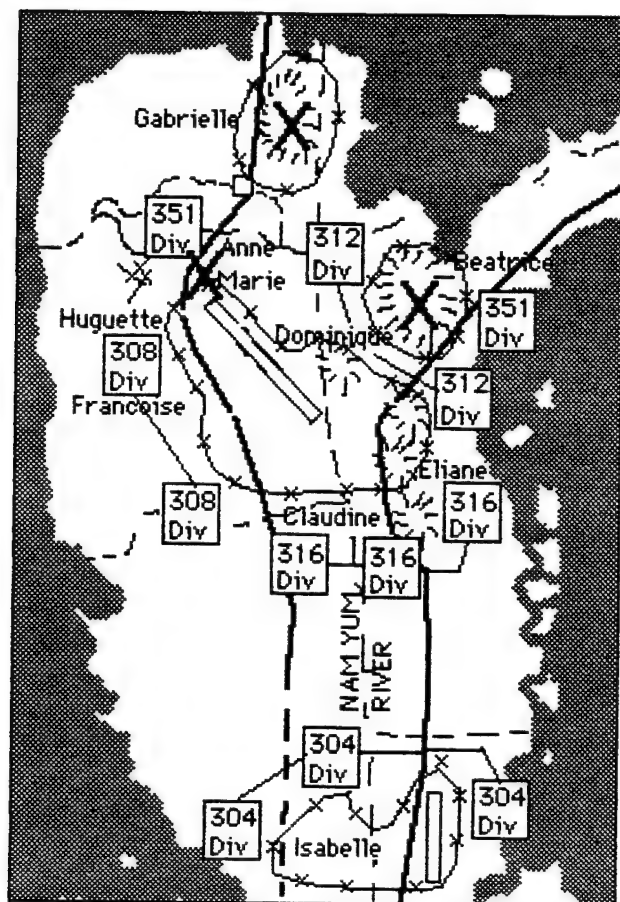 Gabrielle
351
Div
Anne
Marie
312
Div
Beatrice
351
Div
Huguette
Dominique
308
Div
312
Div
Francoise
Eliane
308
Div
Claudine
316
Div
316
Div
316
Div
NAM YUM
RIVER
304
Div
304
Div
304
Div
Isabelle